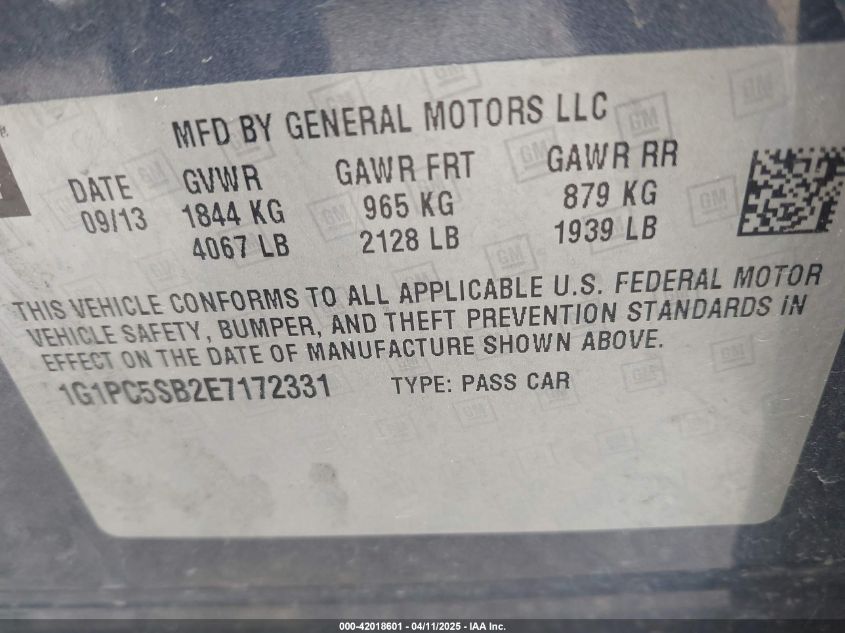 MFD BY GENERAL MOTORS LLC
DATE GVWR GAWR FRT GAWR RR
09/13 1844 KG 965 KG 879 KG
4067 LB 2128 LB 1939 LB
THIS VEHICLE CONFORMS TO ALL APPLICABLE U.S. FEDERAL MOTOR
VEHICLE SAFETY, BUMPER, AND THEFT PREVENTION STANDARDS IN
EFFECT ON THE DATE OF MANUFACTURE SHOWN ABOVE.
1G1PC5SB2E7172331 TYPE: PASS CAR
000-42018601 - 04/11/2025 - IAA Inc.